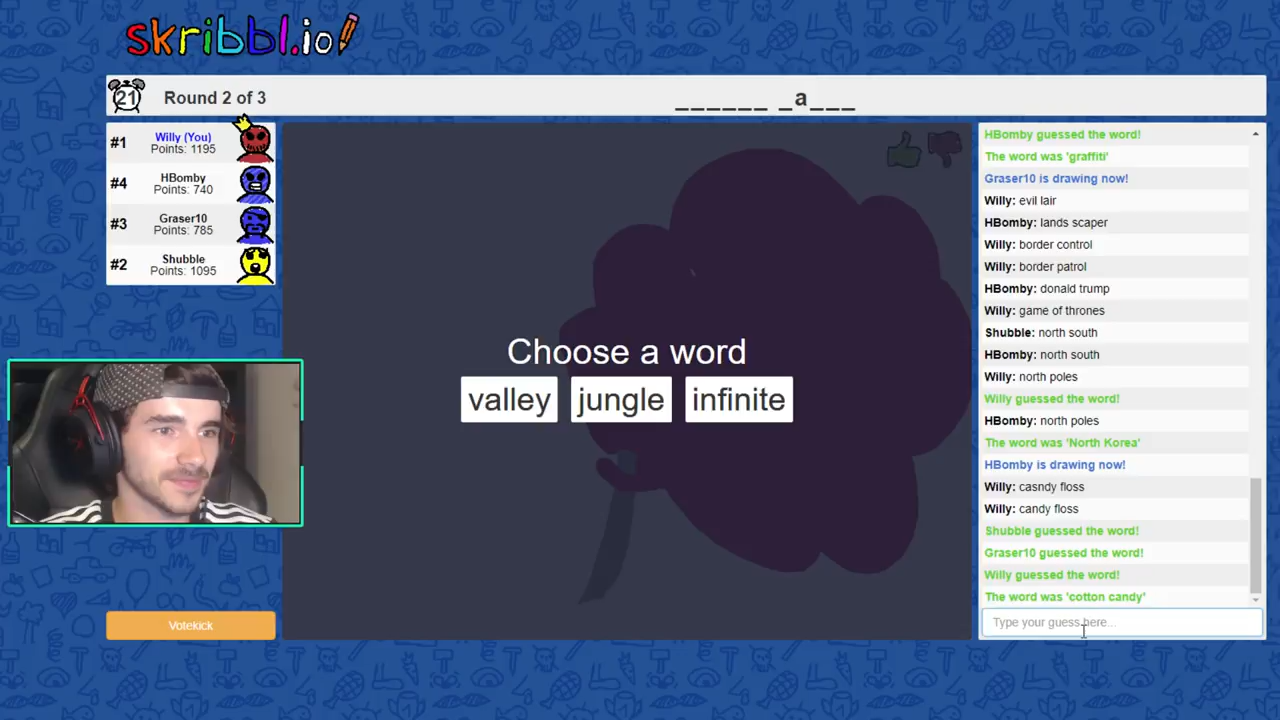 skribbl.io
21
Round 2 of 3
______ _a___
#1
Willy (You)
Points: 1195
#4
HBomby
Points: 740
#3
Graser10
Points: 785
#2
Shubble
Points: 1095
Choose a word
valley
jungle
infinite
HBomby guessed the word!
The word was 'graffiti'
Graser10 is drawing now!
Willy: evil lair
HBomby: lands scaper
Willy: border control
Willy: border patrol
HBomby: donald trump
Willy: game of thrones
Shubble: north south
HBomby: north south
Willy: north poles
Willy guessed the word!
HBomby: north poles
The word was 'North Korea'
HBomby is drawing now!
Willy: casndy floss
Willy: candy floss
Shubble guessed the word!
Graser10 guessed the word!
Willy guessed the word!
The word was 'cotton candy'
Type your guess here...
Votekick